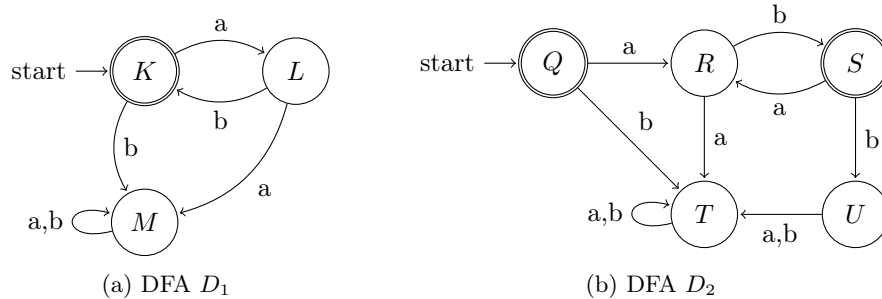 start K a L b b a M a,b
(a) DFA D₁
start Q a R b S a b a b a,b T a,b U
(b) DFA D₂